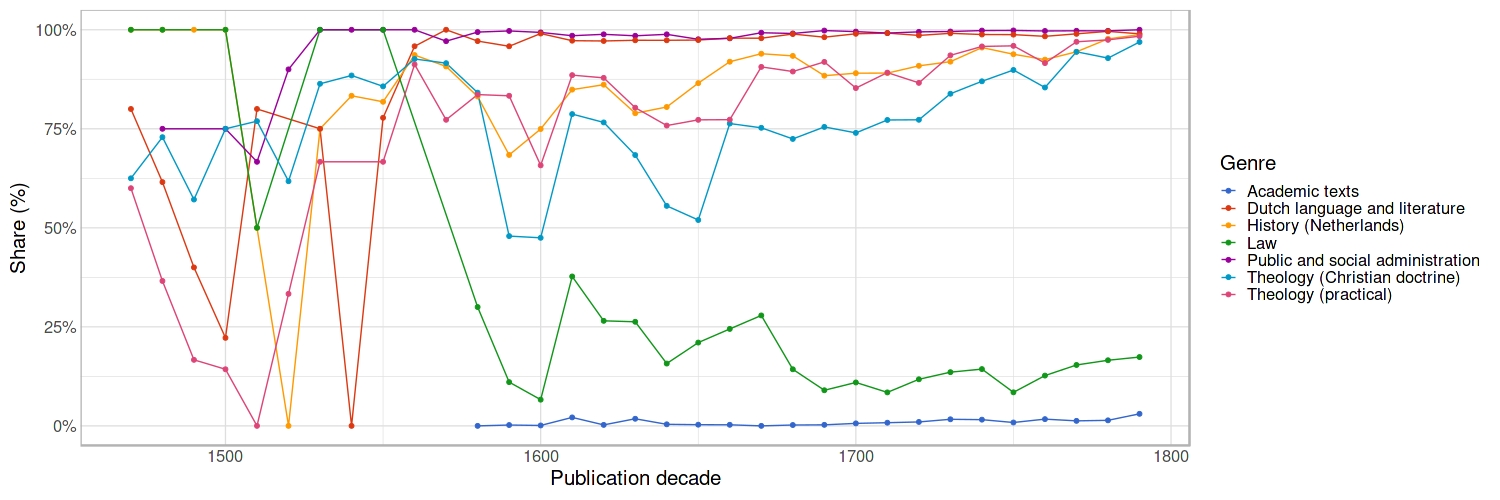 100%
75%
50%
25%
0%
Share (%)
1500
1600
1700
1800
Publication decade
Genre
Academic texts
Dutch language and literature
History (Netherlands)
Law
Public and social administration
Theology (Christian doctrine)
Theology (practical)